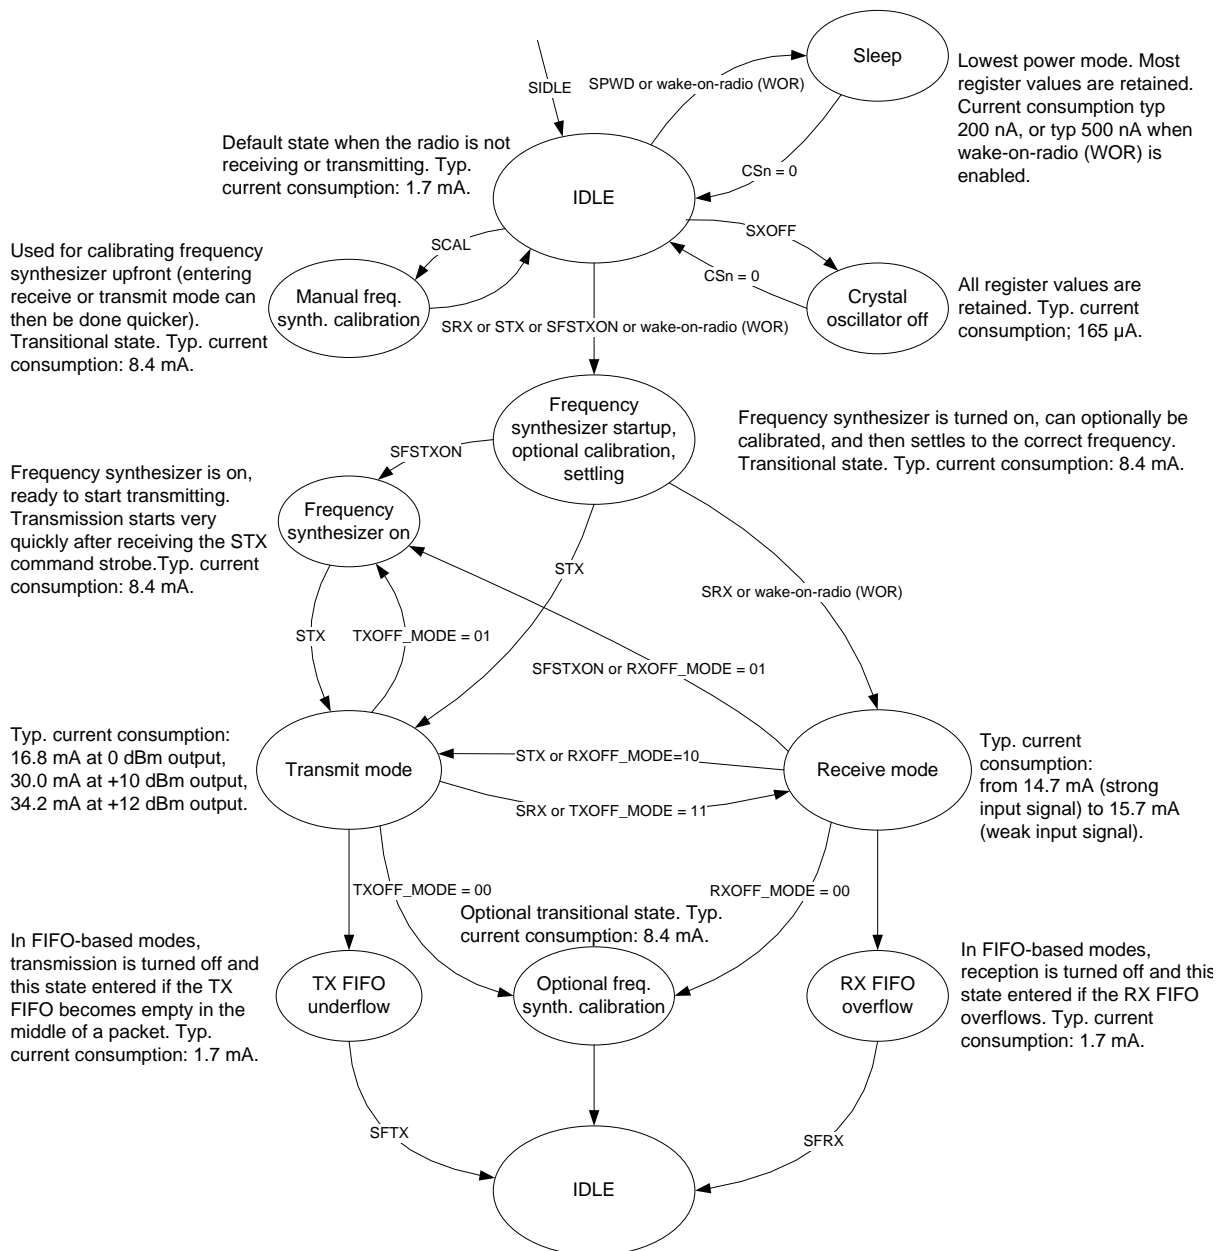 Sleep
Lowest power mode. Most
register values are retained.
Current consumption typ
200 nA, or typ 500 nA when
wake-on-radio (WOR) is
enabled.
SIDLE
SPWD or wake-on-radio (WOR)
Default state when the radio is not
receiving or transmitting. Typ.
current consumption: 1.7 mA.
CSn = 0
IDLE
SXOFF
SCAL
CSn = 0
Used for calibrating frequency
synthesizer upfront (entering
receive or transmit mode can
then be done quicker).
Transitional state. Typ. current
consumption: 8.4 mA.
Manual freq.
synth. calibration
Crystal
oscillator off
All register values are
retained. Typ. current
consumption; 165 µA.
SRX or STX or SFSTXON or wake-on-radio (WOR)
Frequency
synthesizer startup,
optional calibration,
settling
Frequency synthesizer is turned on, can optionally be
calibrated, and then settles to the correct frequency.
Transitional state. Typ. current consumption: 8.4 mA.
SFSTXON
Frequency synthesizer is on,
ready to start transmitting.
Transmission starts very
quickly after receiving the STX
command strobe.Typ. current
consumption: 8.4 mA.
Frequency
synthesizer on
STX
SRX or wake-on-radio (WOR)
STX
TXOFF_MODE = 01
SFSTXON or RXOFF_MODE = 01
Typ. current consumption:
16.8 mA at 0 dBm output,
30.0 mA at +10 dBm output,
34.2 mA at +12 dBm output.
Transmit mode
STX or RXOFF_MODE=10
SRX or TXOFF_MODE = 11
Receive mode
Typ. current
consumption:
from 14.7 mA (strong
input signal) to 15.7 mA
(weak input signal).
TXOFF_MODE = 00
RXOFF_MODE = 00
Optional transitional state. Typ.
current consumption: 8.4 mA.
In FIFO-based modes,
transmission is turned off and
this state entered if the TX
FIFO becomes empty in the
middle of a packet. Typ.
current consumption: 1.7 mA.
TX FIFO
underflow
Optional freq.
synth. calibration
RX FIFO
overflow
In FIFO-based modes,
reception is turned off and this
state entered if the RX FIFO
overflows. Typ. current
consumption: 1.7 mA.
SFTX
SFRX
IDLE